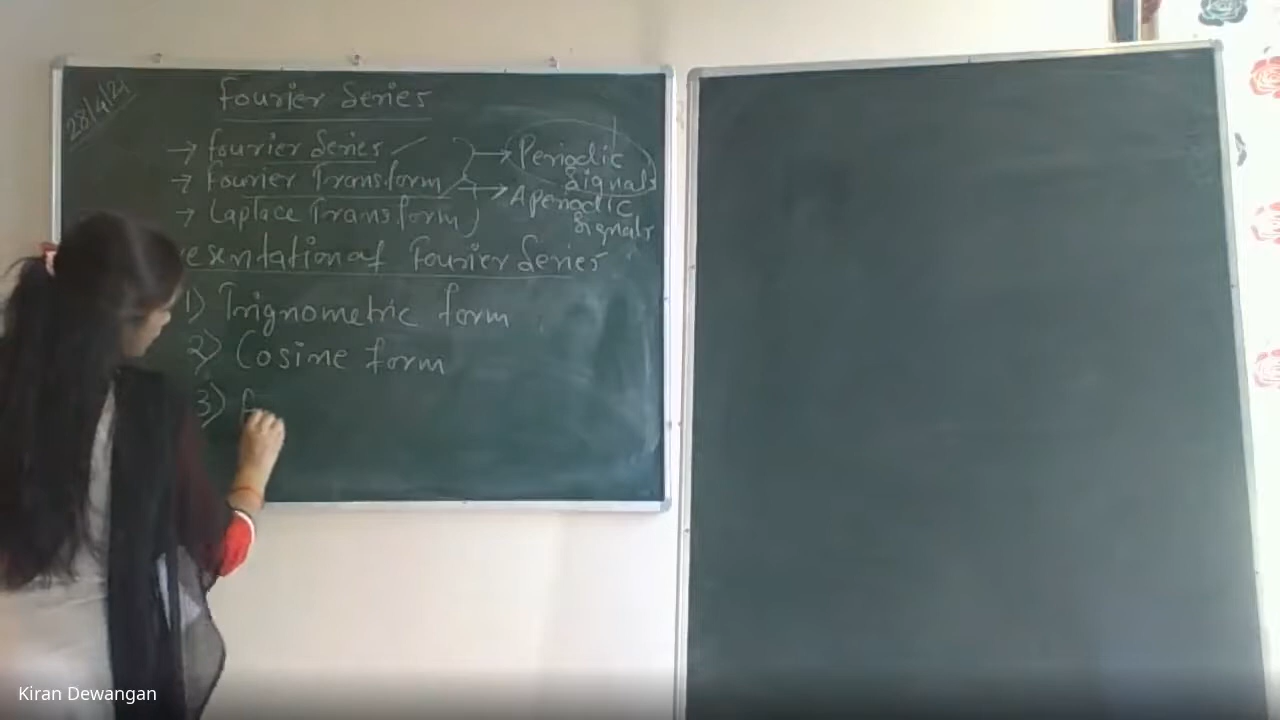 28/4/21
Fourier Series
→ fourier Series
→ Fourier Transform
→ Laplace Transform
→ Periodic
Signals
→ Aperiodic
Signals
esentation of Fourier Series
1) Trignometric form
2) Cosine form
3)
Kiran Dewangan